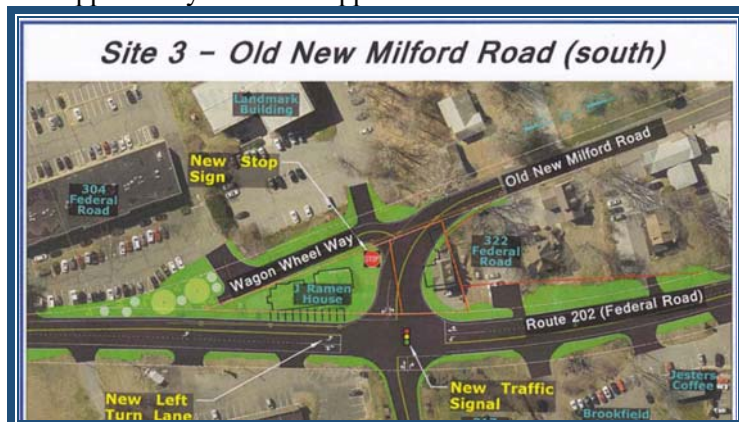 Site 3 - Old New Milford Road (south)
Landmark
Building
New Stop
Sign
Old New Milford Road
304
Federal
Road
322
Federal
Road
Wagon Wheel Way
STOP
J Ramen
House
Route 202 (Federal Road)
New Left
Turn Lane
New Traffic
Signal
Jesters
Coffee
Brookfield